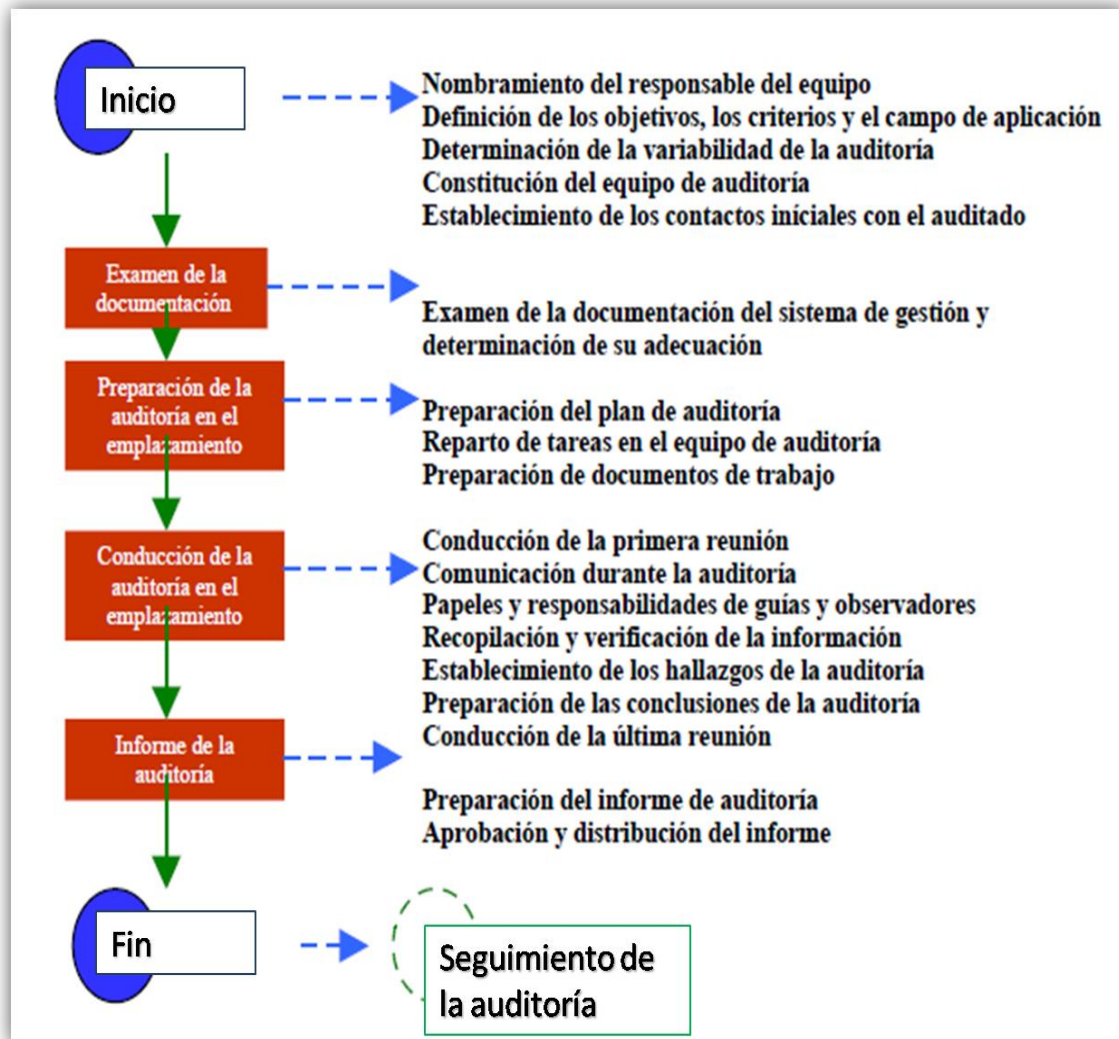 Inicio
Nombramiento del responsable del equipo
Definición de los objetivos, los criterios y el campo de aplicación
Determinación de la variabilidad de la auditoría
Constitución del equipo de auditoría
Establecimiento de los contactos iníciales con el auditado
Examen de la
documentación
Examen de la documentación del sistema de gestión y
determinación de su adecuación
Preparación de la
auditoría en el
emplazamiento
Preparación del plan de auditoría
Reparto de tareas en el equipo de auditoría
Preparación de documentos de trabajo
Conducción de la
auditoría en el
emplazamiento
Conducción de la primera reunión
Comunicación durante la auditoría
Papeles y responsabilidades de guías y observadores
Recopilación y verificación de la información
Establecimiento de los hallazgos de la auditoría
Preparación de las conclusiones de la auditoría
Conducción de la última reunión
Informe de la
auditoría
Preparación del informe de auditoría
Aprobación y distribución del informe
Fin
Seguimiento de
la auditoría